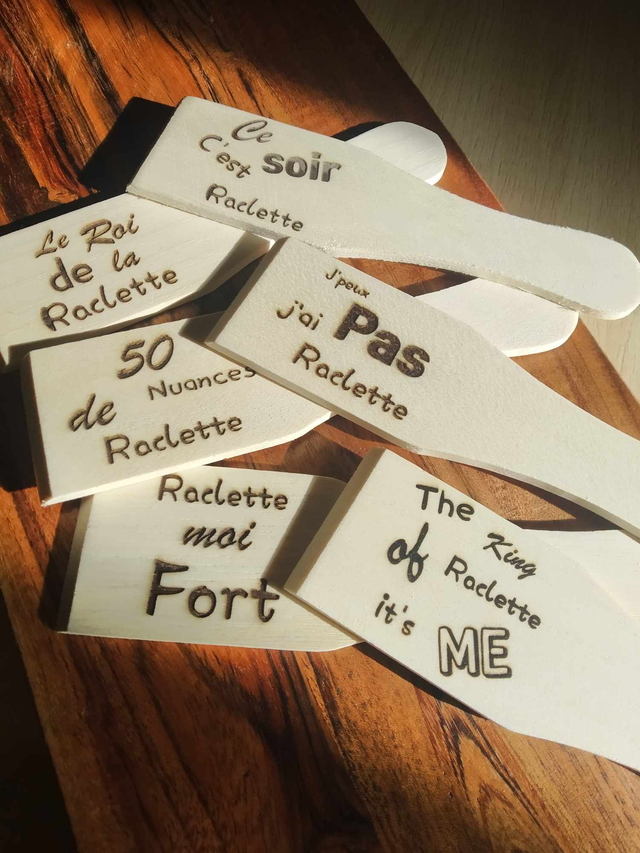 Ce
C'est soir
Raclette
Le Roi
de la
Raclette
J'peux
j'ai Pas
Raclette
50
Nuances
de
Raclette
Raclette
moi
Fort
The
King
of Raclette
it's ME